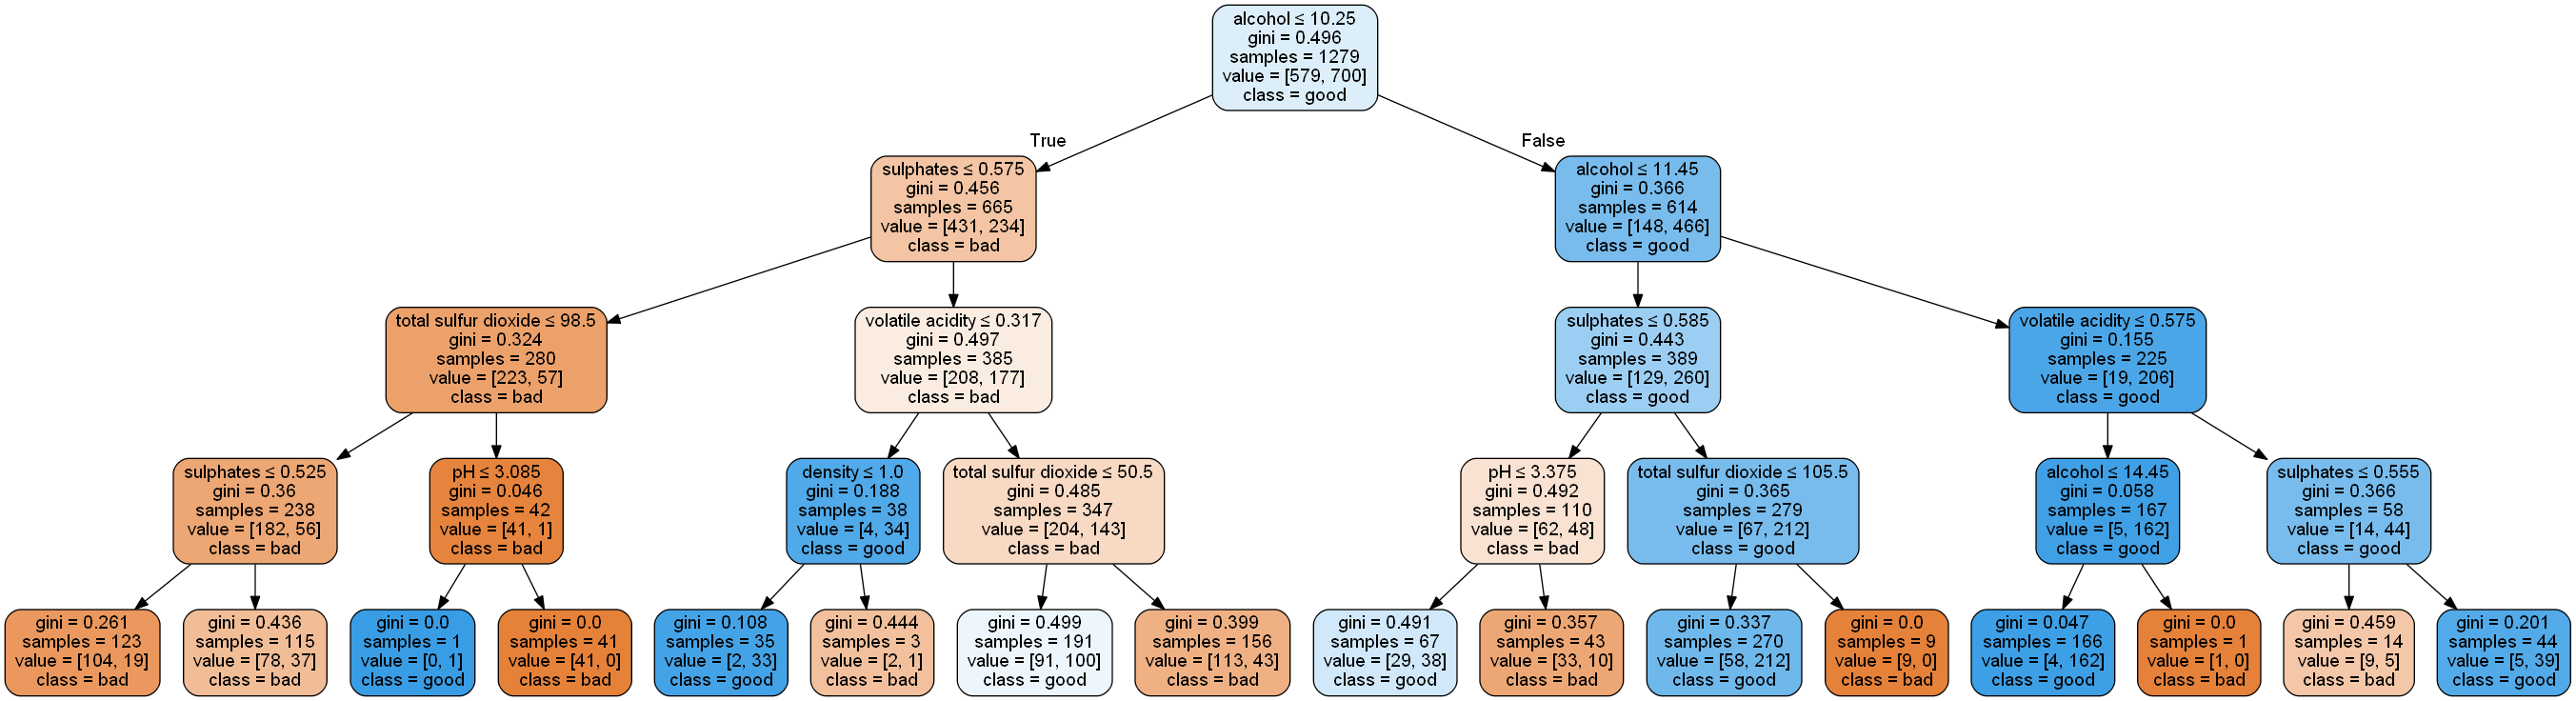 alcohol ≤ 10.25
gini = 0.496
samples = 1279
value = [579, 700]
class = good
True
False
sulphates ≤ 0.575
gini = 0.456
samples = 665
value = [431, 234]
class = bad
alcohol ≤ 11.45
gini = 0.366
samples = 614
value = [148, 466]
class = good
total sulfur dioxide ≤ 98.5
gini = 0.324
samples = 280
value = [223, 57]
class = bad
volatile acidity ≤ 0.317
gini = 0.497
samples = 385
value = [208, 177]
class = bad
sulphates ≤ 0.585
gini = 0.443
samples = 389
value = [129, 260]
class = good
volatile acidity ≤ 0.575
gini = 0.155
samples = 225
value = [19, 206]
class = good
sulphates ≤ 0.525
gini = 0.36
samples = 238
value = [182, 56]
class = bad
pH ≤ 3.085
gini = 0.046
samples = 42
value = [41, 1]
class = bad
density ≤ 1.0
gini = 0.188
samples = 38
value = [4, 34]
class = good
total sulfur dioxide ≤ 50.5
gini = 0.485
samples = 347
value = [204, 143]
class = bad
pH ≤ 3.375
gini = 0.492
samples = 110
value = [62, 48]
class = bad
total sulfur dioxide ≤ 105.5
gini = 0.365
samples = 279
value = [67, 212]
class = good
alcohol ≤ 14.45
gini = 0.058
samples = 167
value = [5, 162]
class = good
sulphates ≤ 0.555
gini = 0.366
samples = 58
value = [14, 44]
class = good
gini = 0.261
samples = 123
value = [104, 19]
class = bad
gini = 0.436
samples = 115
value = [78, 37]
class = bad
gini = 0.0
samples = 1
value = [0, 1]
class = good
gini = 0.0
samples = 41
value = [41, 0]
class = bad
gini = 0.108
samples = 35
value = [2, 33]
class = good
gini = 0.444
samples = 3
value = [2, 1]
class = bad
gini = 0.499
samples = 191
value = [91, 100]
class = good
gini = 0.399
samples = 156
value = [113, 43]
class = bad
gini = 0.491
samples = 67
value = [29, 38]
class = good
gini = 0.357
samples = 43
value = [33, 10]
class = bad
gini = 0.337
samples = 270
value = [58, 212]
class = good
gini = 0.0
samples = 9
value = [9, 0]
class = bad
gini = 0.047
samples = 166
value = [4, 162]
class = good
gini = 0.0
samples = 1
value = [1, 0]
class = bad
gini = 0.459
samples = 14
value = [9, 5]
class = bad
gini = 0.201
samples = 44
value = [5, 39]
class = good